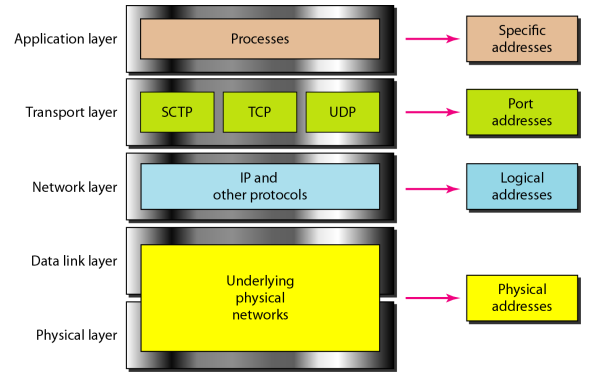 Application layer
Processes
Specific
addresses
Transport layer
SCTP
TCP
UDP
Port
addresses
Network layer
IP and
other protocols
Logical
addresses
Data link layer
Underlying
physical
networks
Physical
addresses
Physical layer